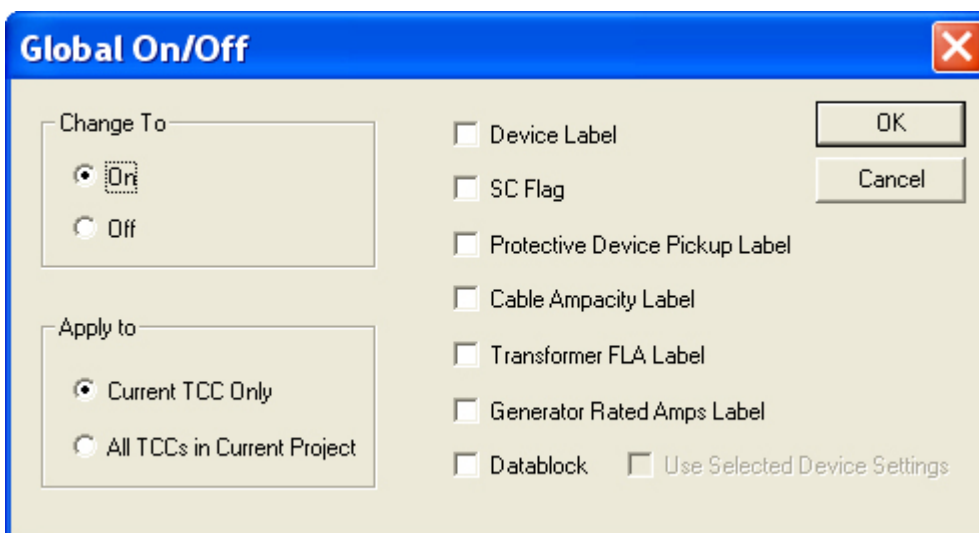 Global On/Off
Change To
On
Off
Apply to
Current TCC Only
All TCCs in Current Project
Device Label
SC Flag
Protective Device Pickup Label
Cable Ampacity Label
Transformer FLA Label
Generator Rated Amps Label
Datablock
Use Selected Device Settings
OK
Cancel